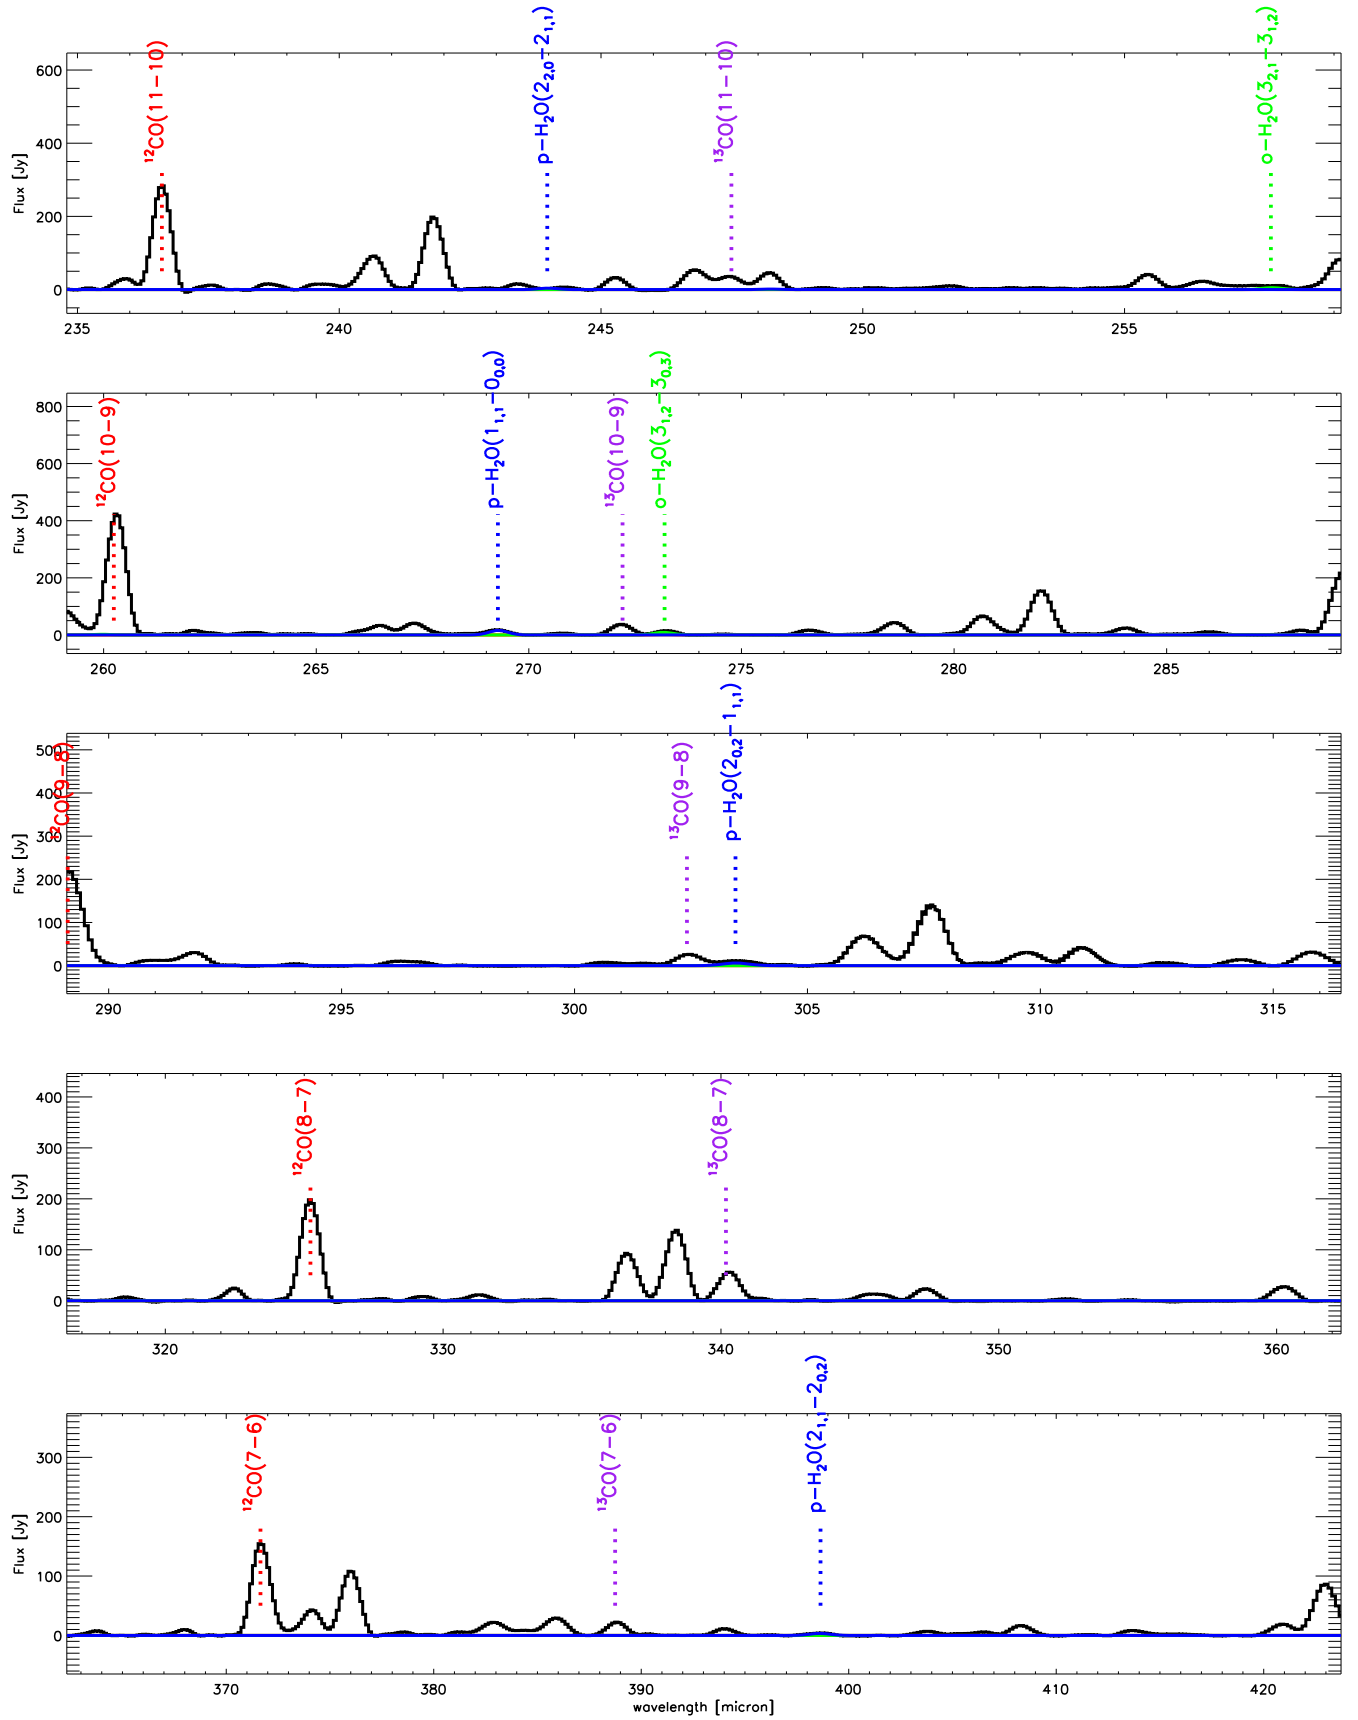 ¹²CO(11−10)
p−H₂O(2₂,₀−2₁,₁)
¹³CO(11−10)
o−H₂O(3₂,₁−3₁,₂)
Flux [Jy]
600
400
200
0
235 240 245 250 255
¹²CO(10−9)
p−H₂O(1₁,₁−0₀,₀)
¹³CO(10−9)
o−H₂O(3₁,₂−3₀,₃)
Flux [Jy]
800
600
400
200
0
260 265 270 275 280 285
¹²CO(9−8)
¹³CO(9−8)
p−H₂O(2₀,₂−1₁,₁)
Flux [Jy]
500
400
300
200
100
0
290 295 300 305 310 315
¹²CO(8−7)
¹³CO(8−7)
Flux [Jy]
400
300
200
100
0
320 330 340 350 360
¹²CO(7−6)
¹³CO(7−6)
p−H₂O(2₁,₁−2₀,₂)
Flux [Jy]
300
200
100
0
370 380 390 400 410 420
wavelength [micron]